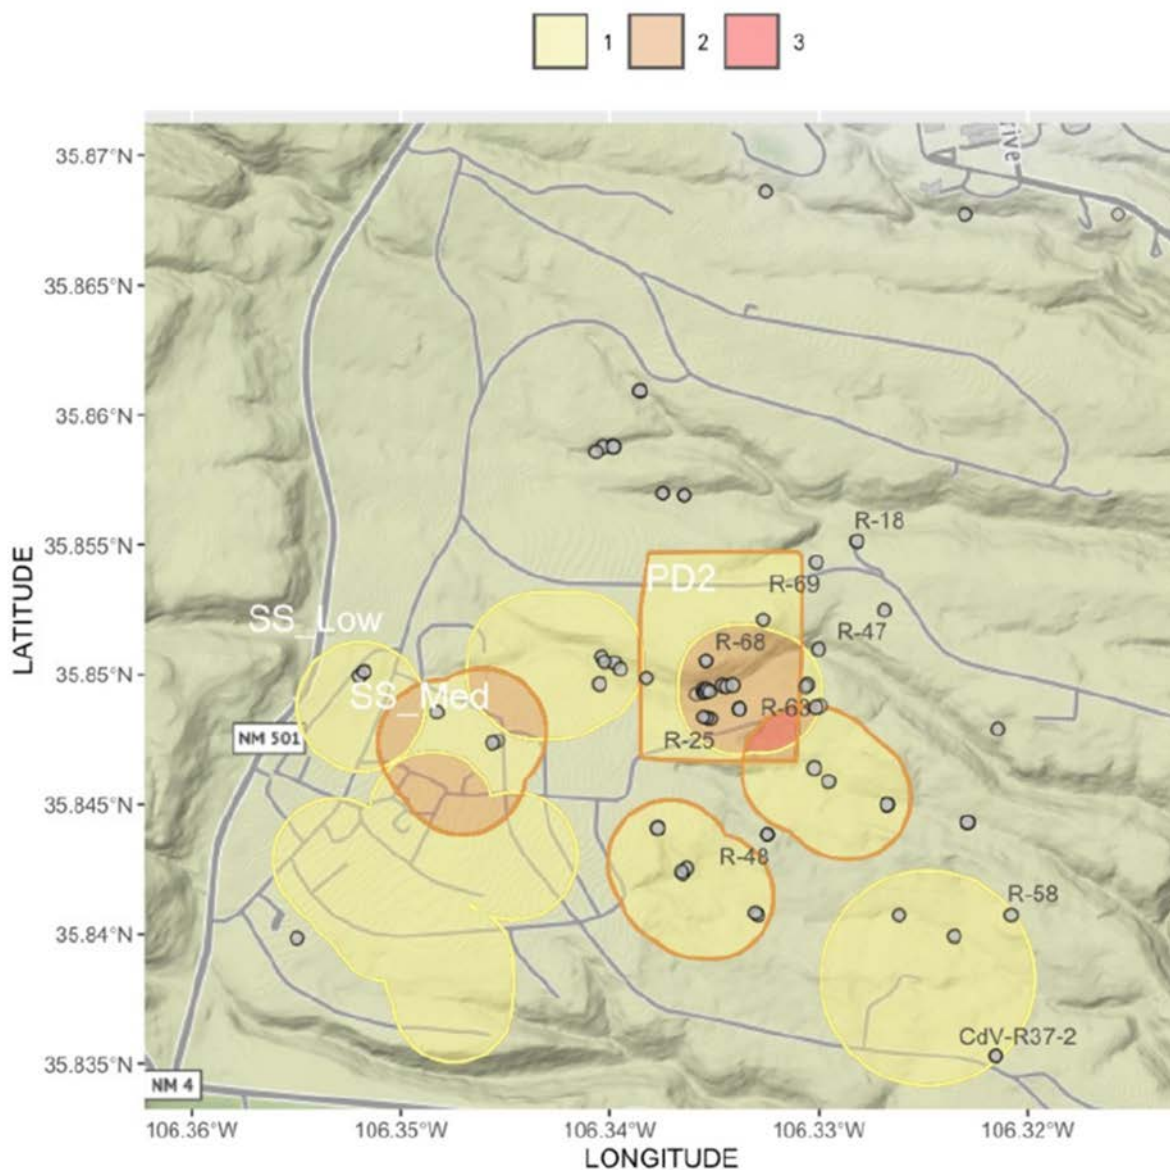 1 2 3
rive
35.87°N
35.865°N
35.86°N
35.855°N
35.85°N
35.845°N
35.84°N
35.835°N
LATITUDE
R-18
PD2
R-69
SS_Low
R-47
R-68
SS_Med
R-63
NM 501
R-25
R-48
R-58
CdV-R37-2
NM 4
106.36°W 106.35°W 106.34°W 106.33°W 106.32°W
LONGITUDE